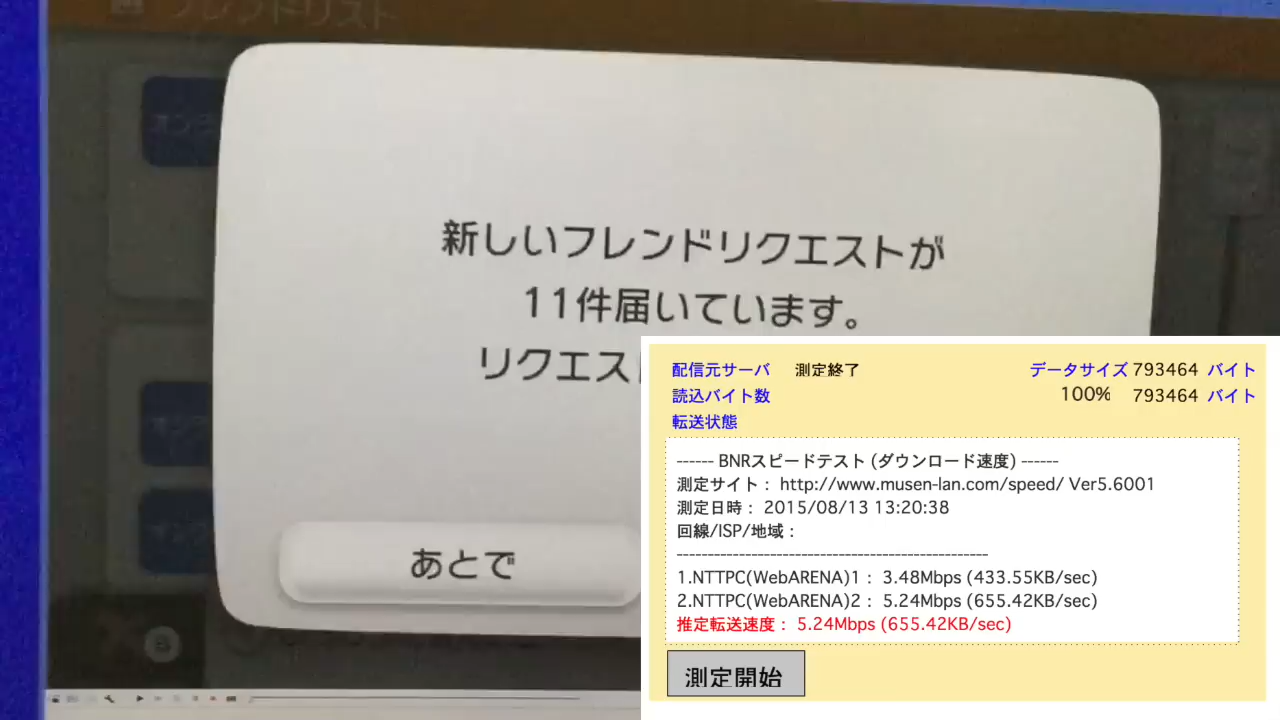 フレンドリスト
新しいフレンドリクエストが
11件届いています。
リクエス
あとで
配信元サーバ 測定終了 データサイズ 793464 バイト
読込バイト数 100% 793464 バイト
転送状態
------ BNRスピードテスト (ダウンロード速度) ------
測定サイト： http://www.musen-lan.com/speed/ Ver5.6001
測定日時： 2015/08/13 13:20:38
回線/ISP/地域：
--------------------------------------------------
1.NTTPC(WebARENA)1： 3.48Mbps (433.55KB/sec)
2.NTTPC(WebARENA)2： 5.24Mbps (655.42KB/sec)
推定転送速度： 5.24Mbps (655.42KB/sec)
測定開始